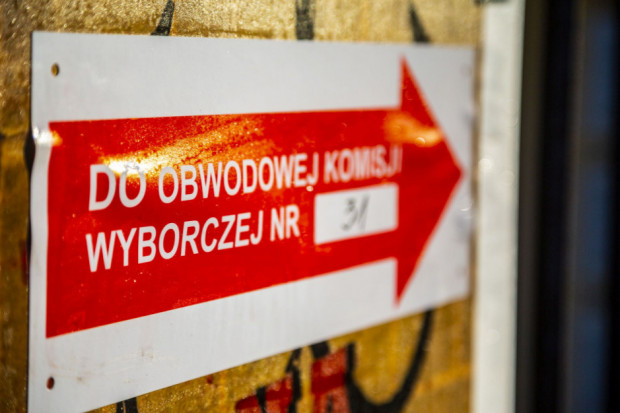 DO OBWODOWEJ KOMISJI
WYBORCZEJ NR 31